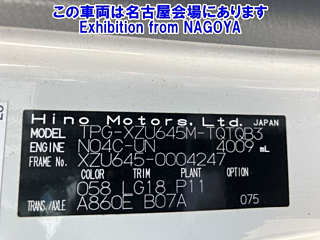 この車両は名古屋会場にあります
Exhibition from NAGOYA
Hino Motors, Ltd. JAPAN
MODEL TPG-XZU645M-TQTQB3
ENGINE N04C-UN 4009 mL
FRAME NO. XZU645-0004247
COLOR TRIM PLANT
058 LG18 P11
TRANS/AXLE A860E B07A 075